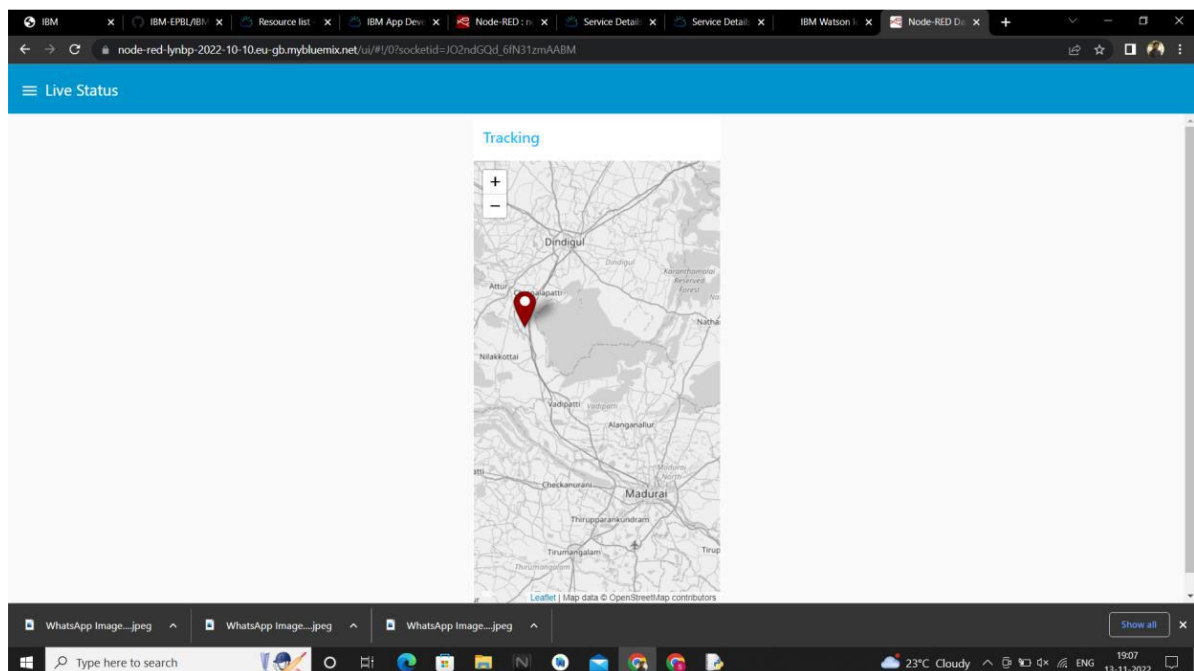 IBM
IBM-EPBL/IBM
Resource list
IBM App Deve
Node-RED : n
Service Details
Service Details
IBM Watson I
Node-RED Da
node-red-lynbp-2022-10-10.eu-gb.mybluemix.net/ui/#!/0?socketid=JO2ndGQd_6fN31zmAABM
Live Status
Tracking
+
−
Dindigul
Dindigul
Karanthamalai
Reserved
Forest
Attur
Natha
Nilakkottai
Vadipatti
Vadipatti
Alanganallur
Madurai
North
Checkanurani
Madurai
Thirupparankundram
Tirumangalam
Tirup
Thirumangalam
Leaflet | Map data © OpenStreetMap contributors
WhatsApp Image....jpeg
WhatsApp Image....jpeg
WhatsApp Image....jpeg
Show all
Type here to search
23°C Cloudy
ENG
19:07
13-11-2022